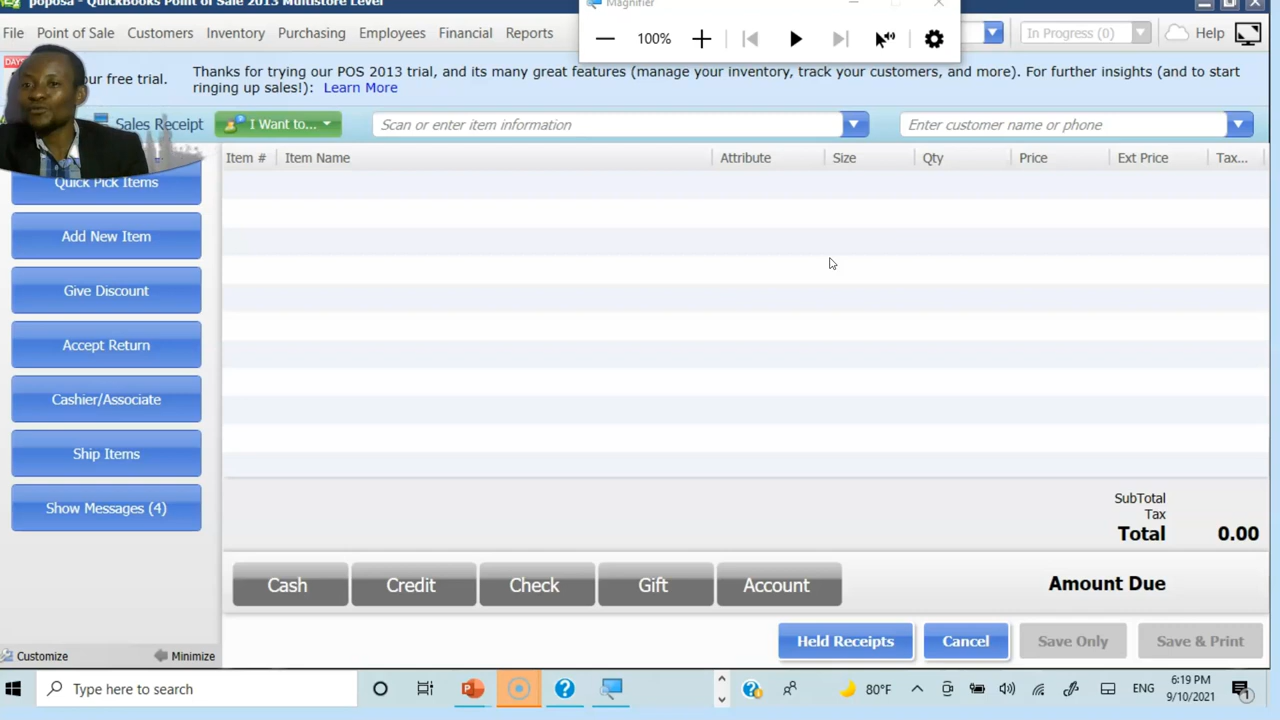 poposa - QuickBooks Point of Sale 2013 Multistore Level
Magnifier
File Point of Sale Customers Inventory Purchasing Employees Financial Reports
100%
In Progress (0)
Help
DAYS
our free trial.
Thanks for trying our POS 2013 trial, and its many great features (manage your inventory, track your customers, and more). For further insights (and to start
ringing up sales!): Learn More
Sales Receipt
I Want to...
Scan or enter item information
Enter customer name or phone
Item # Item Name Attribute Size Qty Price Ext Price Tax...
Quick Pick Items
Add New Item
Give Discount
Accept Return
Cashier/Associate
Ship Items
Show Messages (4)
SubTotal
Tax
Total 0.00
Cash Credit Check Gift Account
Amount Due
Held Receipts Cancel Save Only Save & Print
Customize Minimize
Type here to search
80°F
ENG
6:19 PM
9/10/2021
1